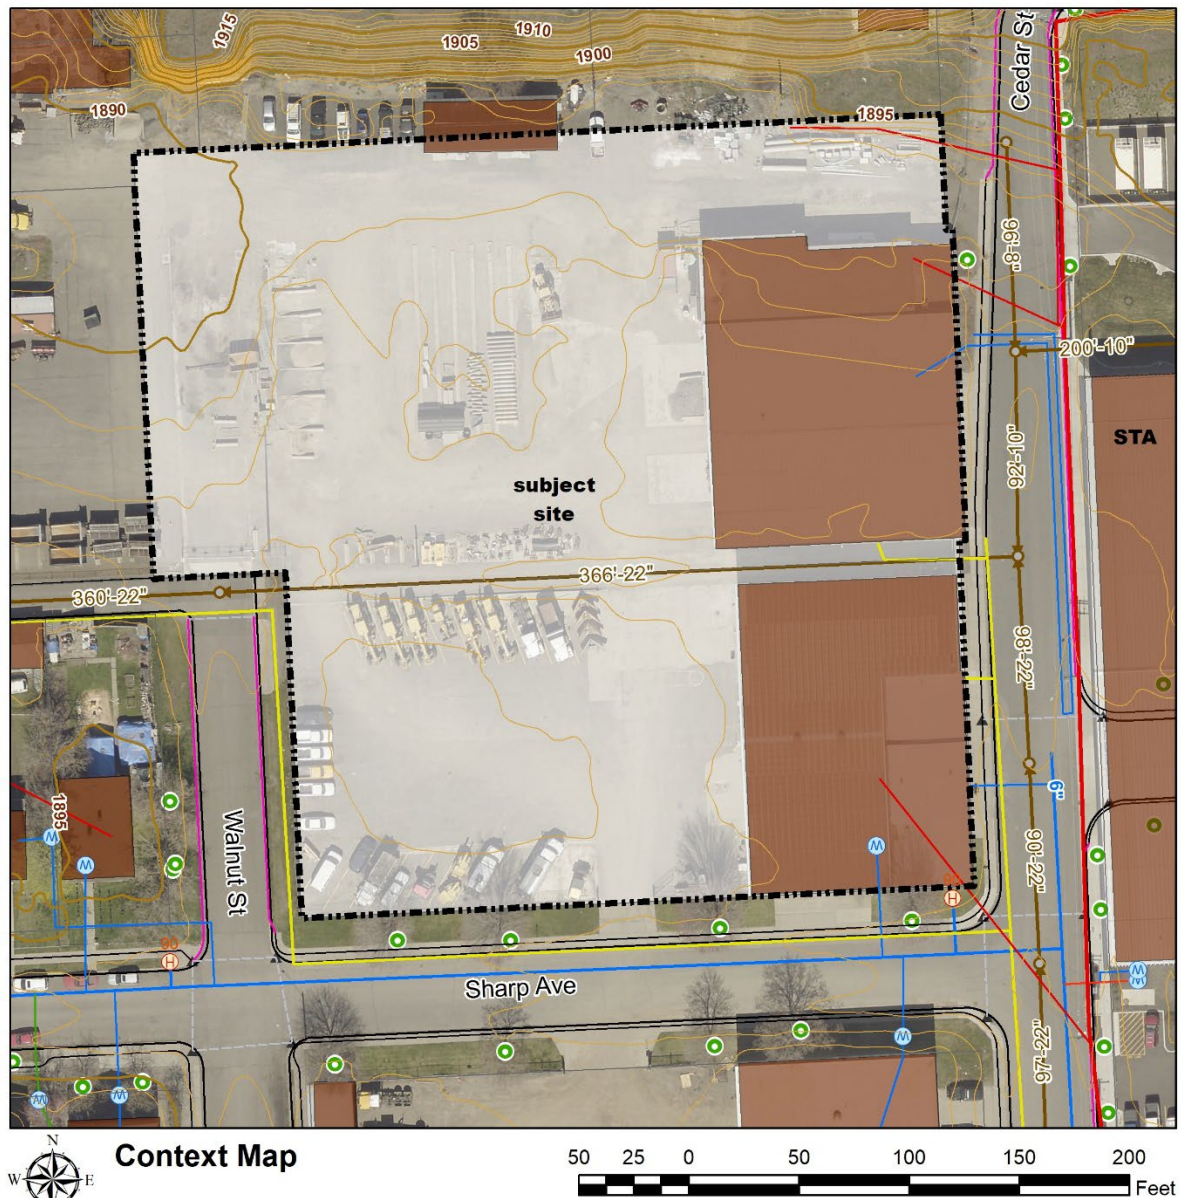 1915
1910
1905
1900
Cedar St
1890
1895
96'-8"
200'-10"
STA
92'-10"
subject
site
366'-22"
360'-22"
98'-22"
6"
1895
W
W
W
Walnut St
90'-22"
H
90
H
Sharp Ave
W
W
W
W
97'-22"
N
W
E
Context Map
50 25 0 50 100 150 200
Feet